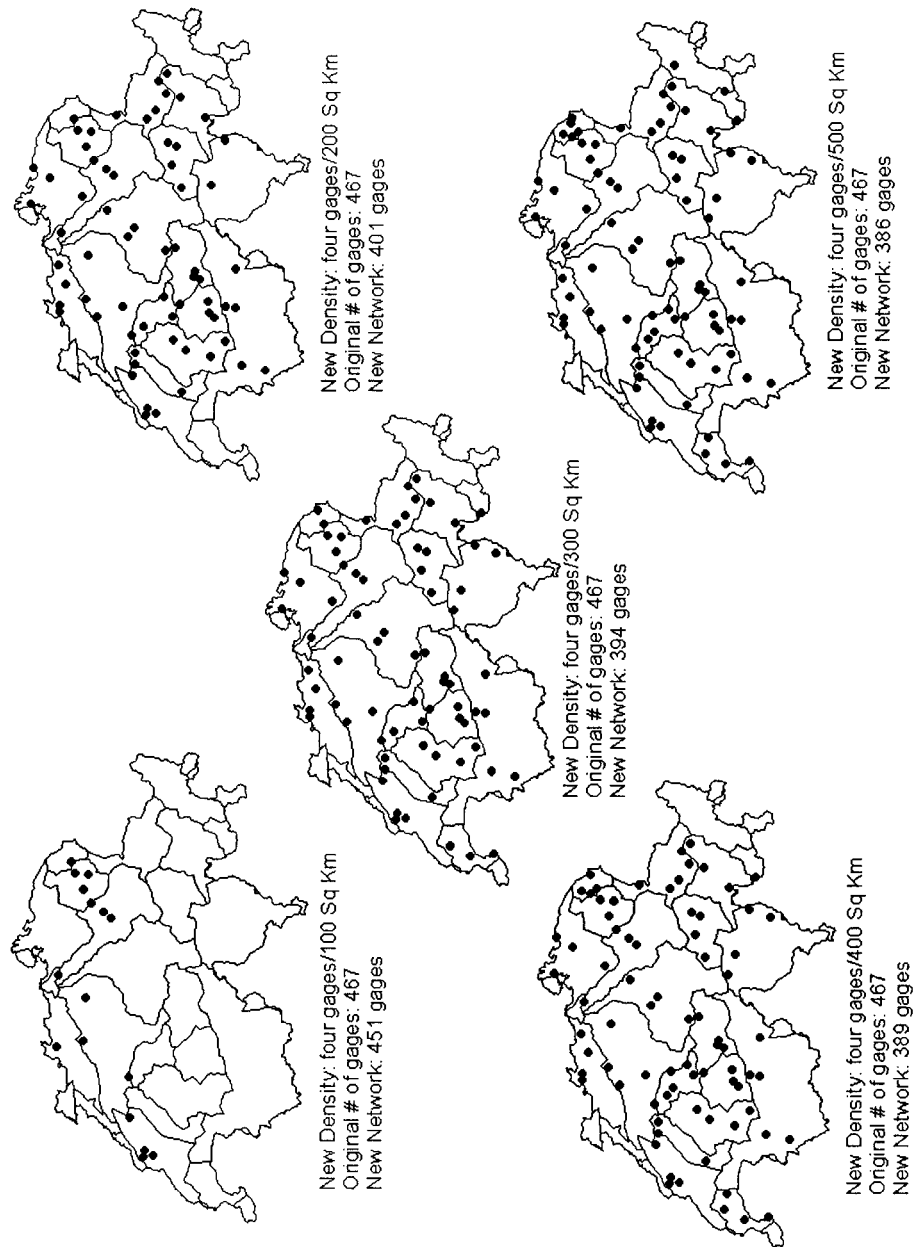 New Density: four gages/100 Sq Km
Original # of gages: 467
New Network: 451 gages
New Density: four gages/200 Sq Km
Original # of gages: 467
New Network: 401 gages
New Density: four gages/300 Sq Km
Original # of gages: 467
New Network: 394 gages
New Density: four gages/400 Sq Km
Original # of gages: 467
New Network: 389 gages
New Density: four gages/500 Sq Km
Original # of gages: 467
New Network: 386 gages